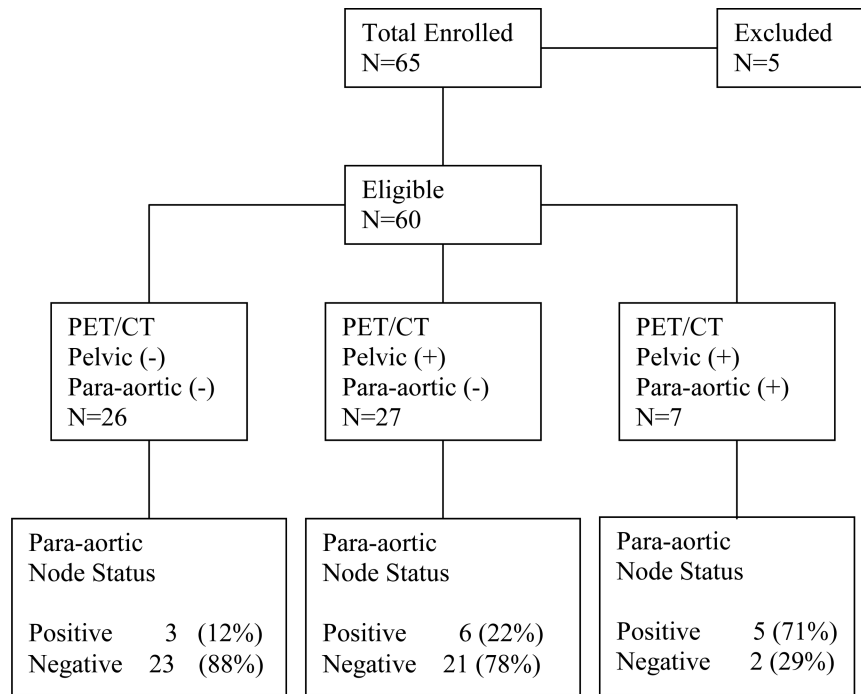 Total Enrolled
N=65
Excluded
N=5
Eligible
N=60
PET/CT
Pelvic (-)
Para-aortic (-)
N=26
PET/CT
Pelvic (+)
Para-aortic (-)
N=27
PET/CT
Pelvic (+)
Para-aortic (+)
N=7
Para-aortic
Node Status
Positive 3 (12%)
Negative 23 (88%)
Para-aortic
Node Status
Positive 6 (22%)
Negative 21 (78%)
Para-aortic
Node Status
Positive 5 (71%)
Negative 2 (29%)